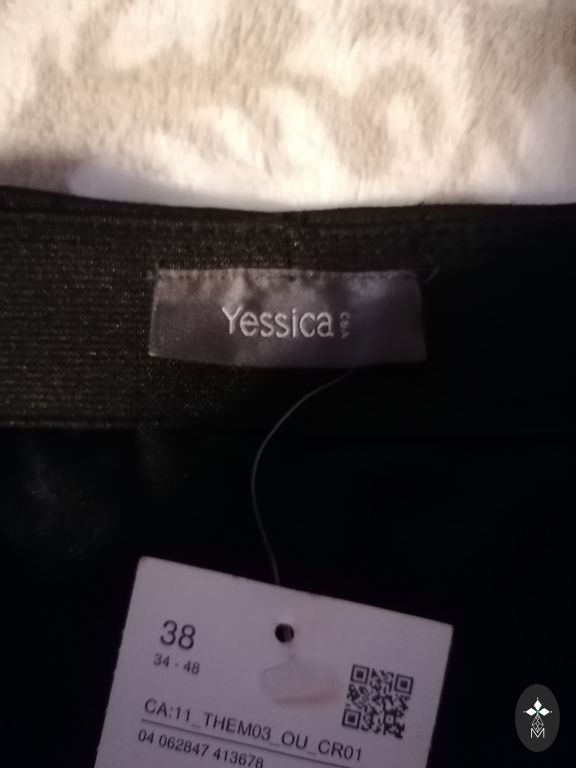 Yessica C&A
38
34 - 48
CA:11_THEM03_OU_CR01
04 062847 413678
M